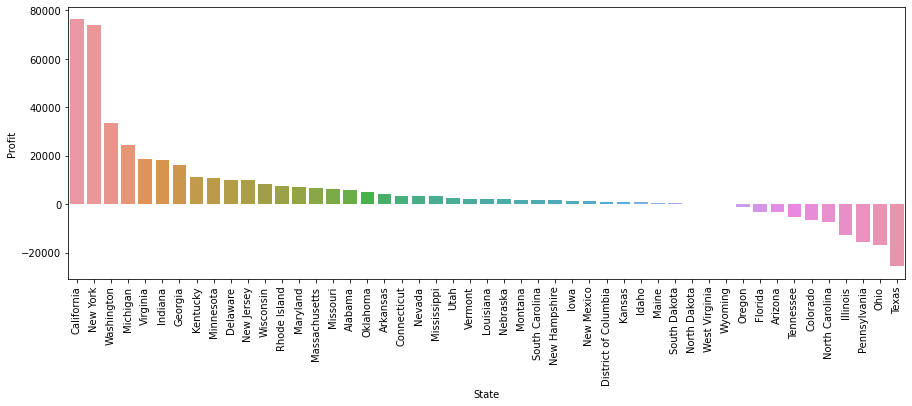 80000
60000
40000
20000
0
−20000
Profit
California
New York
Washington
Michigan
Virginia
Indiana
Georgia
Kentucky
Minnesota
Delaware
New Jersey
Wisconsin
Rhode Island
Maryland
Massachusetts
Missouri
Alabama
Oklahoma
Arkansas
Connecticut
Nevada
Mississippi
Utah
Vermont
Louisiana
Nebraska
Montana
South Carolina
New Hampshire
Iowa
New Mexico
District of Columbia
Kansas
Idaho
Maine
South Dakota
North Dakota
West Virginia
Wyoming
Oregon
Florida
Arizona
Tennessee
Colorado
North Carolina
Illinois
Pennsylvania
Ohio
Texas
State